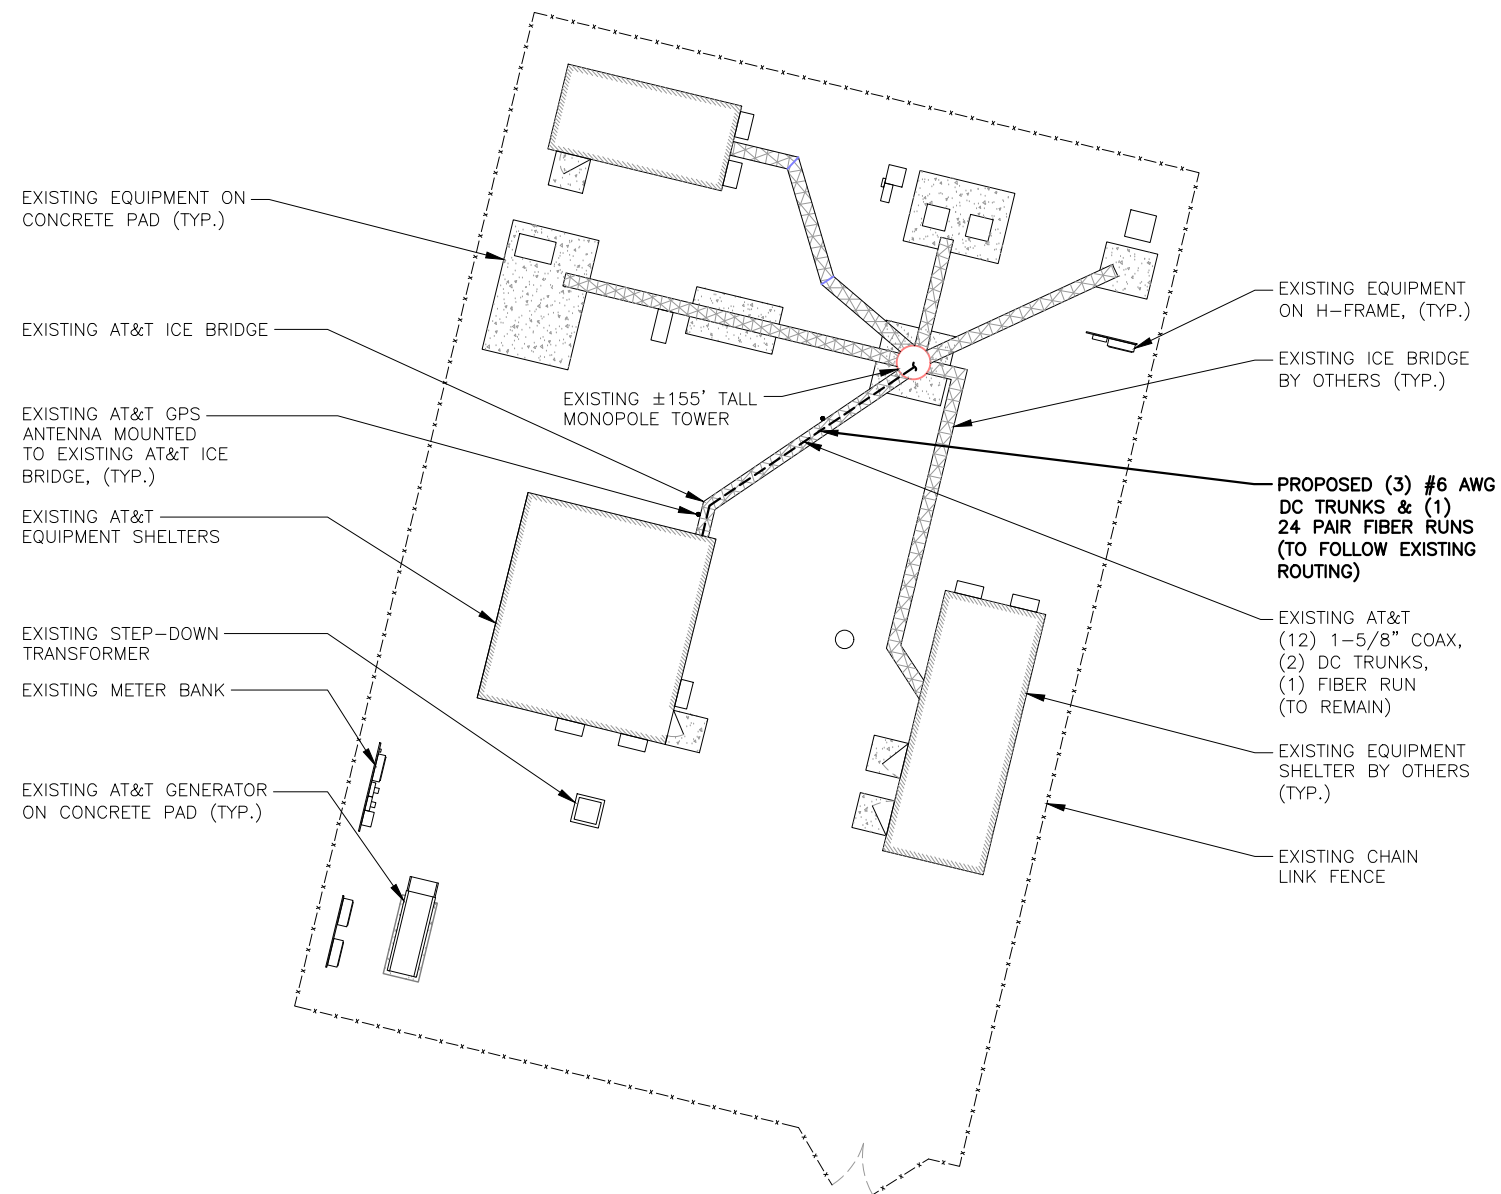 EXISTING EQUIPMENT ON
CONCRETE PAD (TYP.)
EXISTING AT&T ICE BRIDGE
EXISTING AT&T GPS
ANTENNA MOUNTED
TO EXISTING AT&T ICE
BRIDGE, (TYP.)
EXISTING AT&T
EQUIPMENT SHELTERS
EXISTING STEP-DOWN
TRANSFORMER
EXISTING METER BANK
EXISTING AT&T GENERATOR
ON CONCRETE PAD (TYP.)
EXISTING ±155' TALL
MONOPOLE TOWER
EXISTING EQUIPMENT
ON H-FRAME, (TYP.)
EXISTING ICE BRIDGE
BY OTHERS (TYP.)
PROPOSED (3) #6 AWG
DC TRUNKS & (1)
24 PAIR FIBER RUNS
(TO FOLLOW EXISTING
ROUTING)
EXISTING AT&T
(12) 1-5/8" COAX,
(2) DC TRUNKS,
(1) FIBER RUN
(TO REMAIN)
EXISTING EQUIPMENT
SHELTER BY OTHERS
(TYP.)
EXISTING CHAIN
LINK FENCE